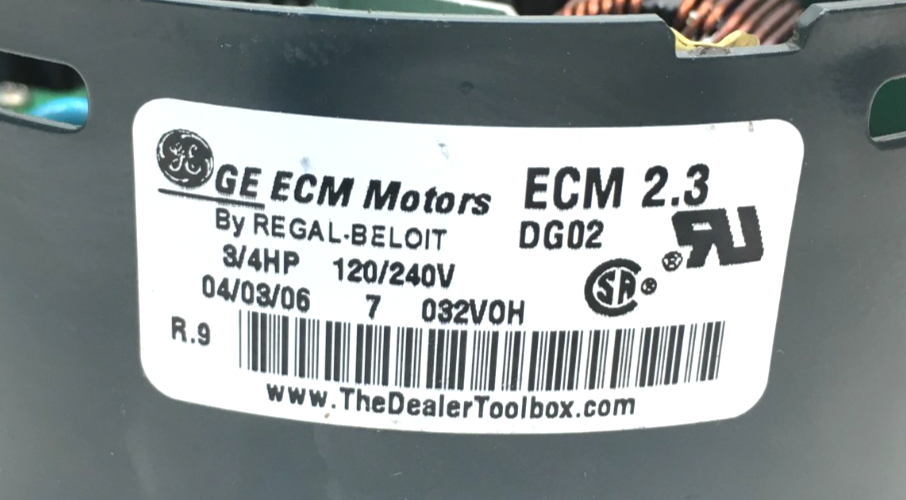 GE ECM Motors ECM 2.3
By REGAL-BELOIT DG02
3/4HP 120/240V
04/03/06 7 032VOH
R.9
www.TheDealerToolbox.com